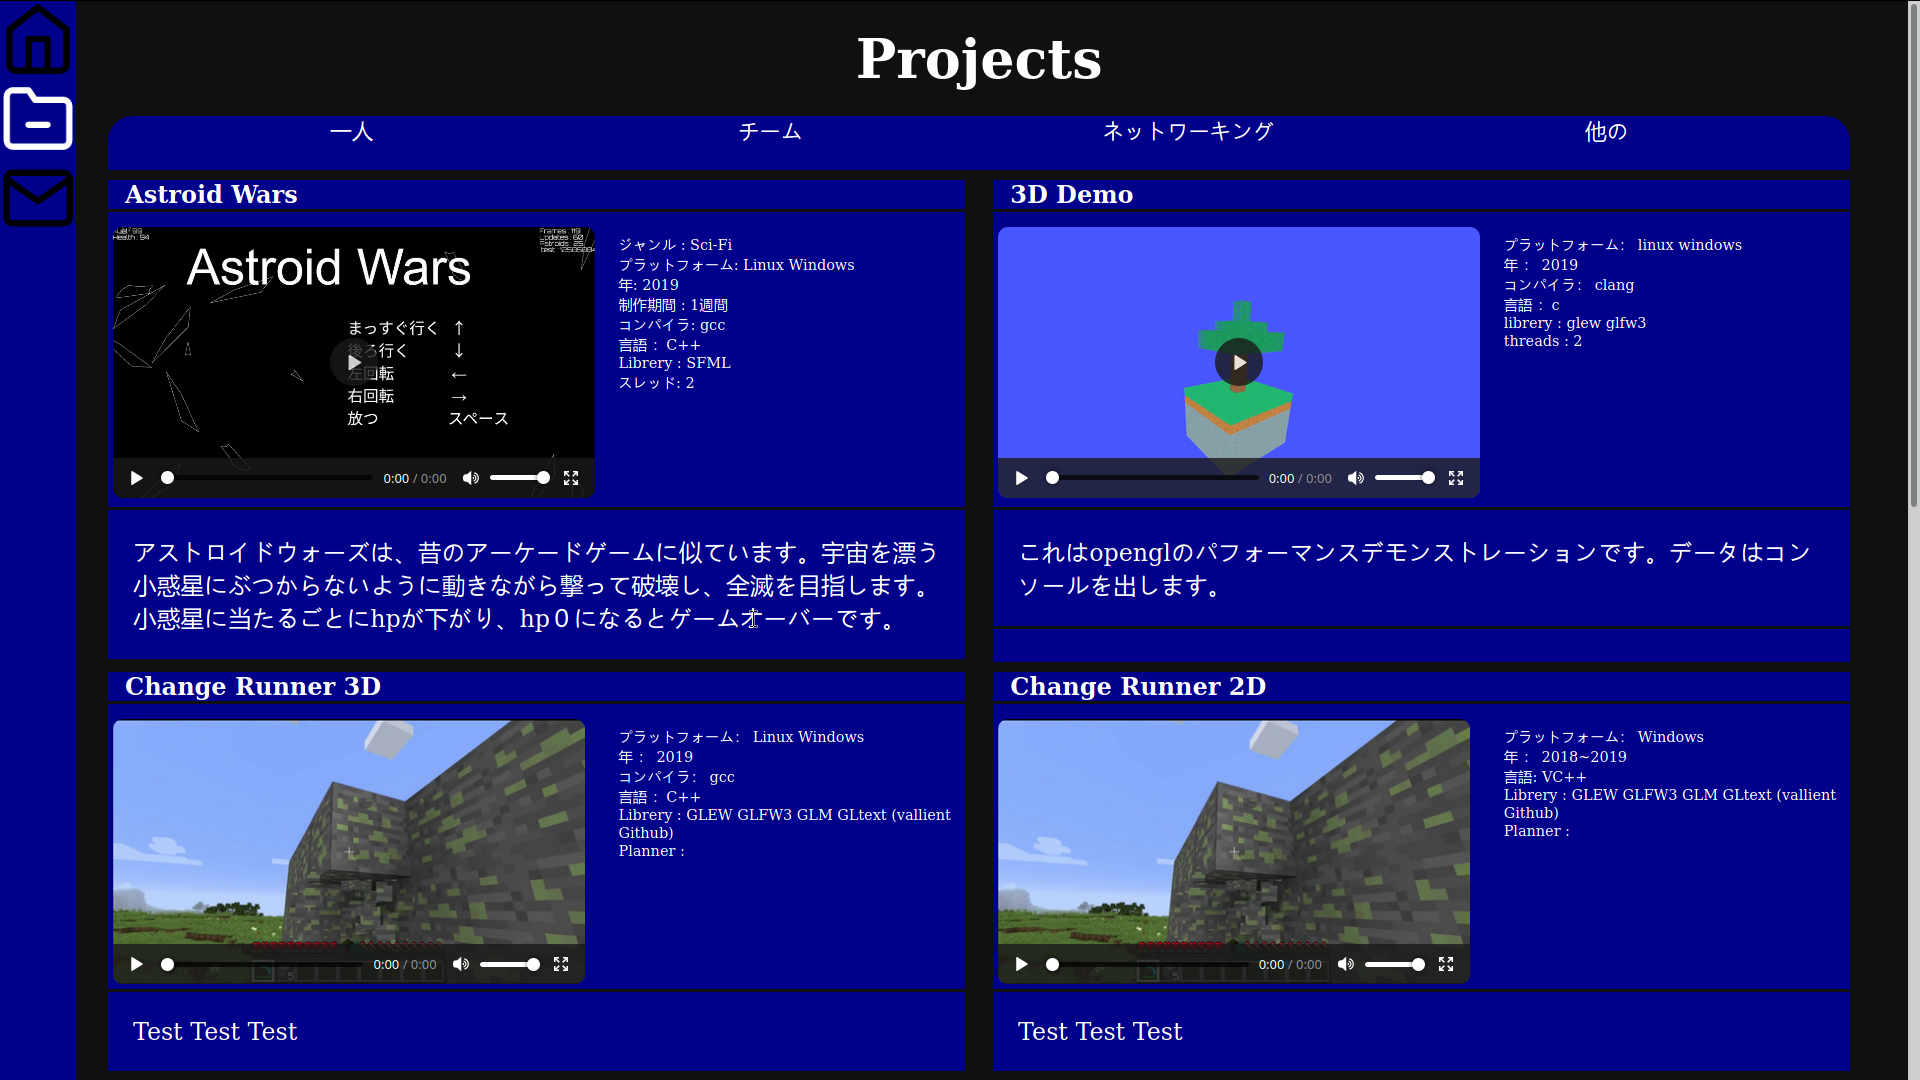 Projects
一人 チーム ネットワーキング 他の
Astroid Wars
Health : 94
Frames : 119
Updates : 60
Astroids : 25
Astroid Wars
まっすぐ行く ↑
後ろ行く ↓
左回転 ←
右回転 →
放つ スペース
0:00 / 0:00
ジャンル : Sci-Fi
プラットフォーム: Linux Windows
年: 2019
制作期間 : 1週間
コンパイラ: gcc
言語 : C++
Librery : SFML
スレッド: 2
アストロイドウォーズは、昔のアーケードゲームに似ています。宇宙を漂う
小惑星にぶつからないように動きながら撃って破壊し、全滅を目指します。
小惑星に当たるごとにhpが下がり、hp０になるとゲームオーバーです。
3D Demo
0:00 / 0:00
プラットフォーム: linux windows
年 : 2019
コンパイラ: clang
言語 : c
librery : glew glfw3
threads : 2
これはopenglのパフォーマンスデモンストレーションです。データはコン
ソールを出します。
Change Runner 3D
0:00 / 0:00
プラットフォーム: Linux Windows
年 : 2019
コンパイラ: gcc
言語 : C++
Librery : GLEW GLFW3 GLM GLtext (vallient
Github)
Planner :
Test Test Test
Change Runner 2D
0:00 / 0:00
プラットフォーム: Windows
年 : 2018~2019
言語: VC++
Librery : GLEW GLFW3 GLM GLtext (vallient
Github)
Planner :
Test Test Test